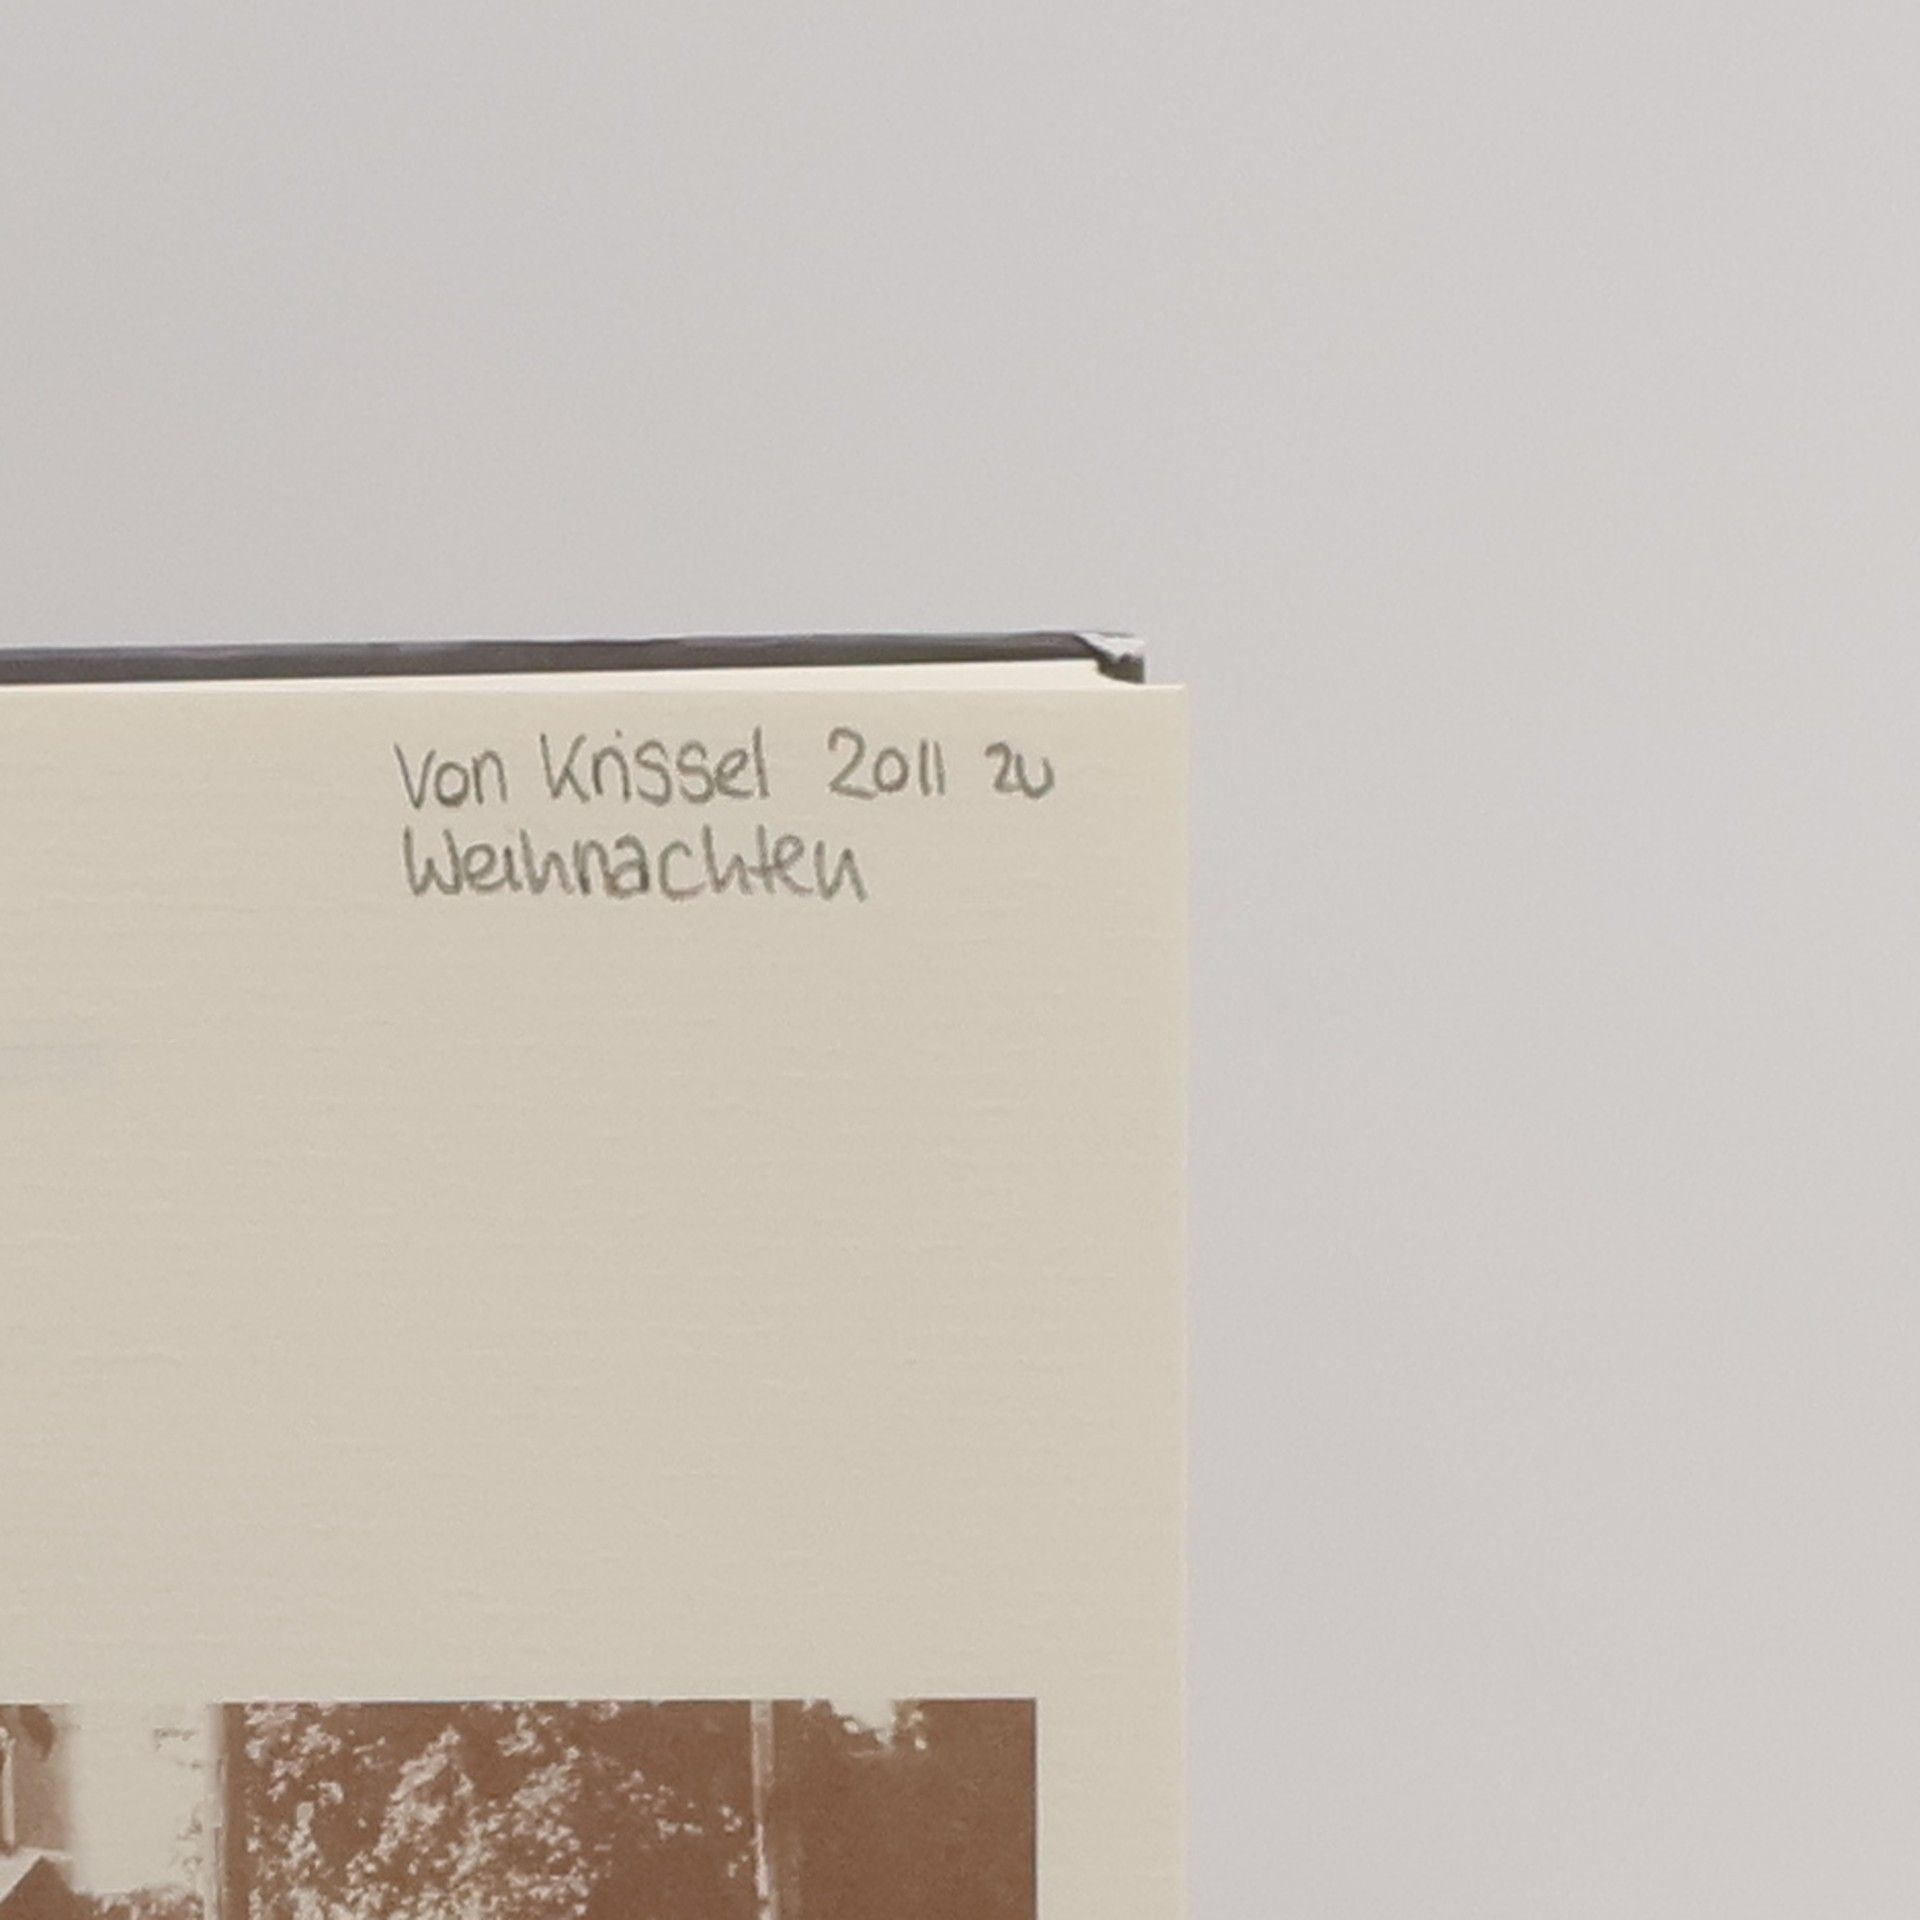 Von Krissel 2011 zu
Weihnachten